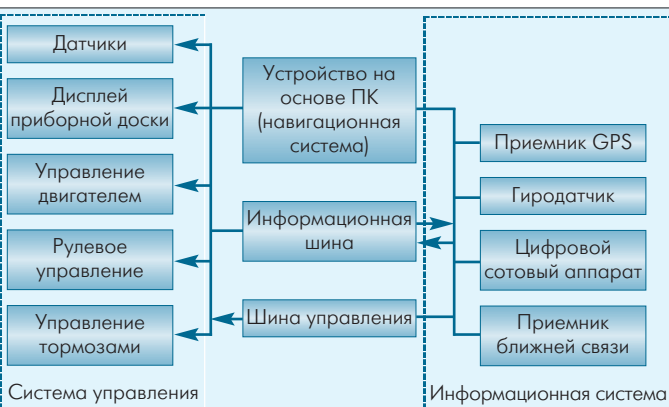 Датчики
Дисплей
приборной доски
Управление
двигателем
Рулевое
управление
Управление
тормозами
Система управления
Устройство на
основе ПК
(навигационная
система)
Информационная
шина
Шина управления
Приемник GPS
Гиродатчик
Цифровой
сотовый аппарат
Приемник
ближней связи
Информационная система